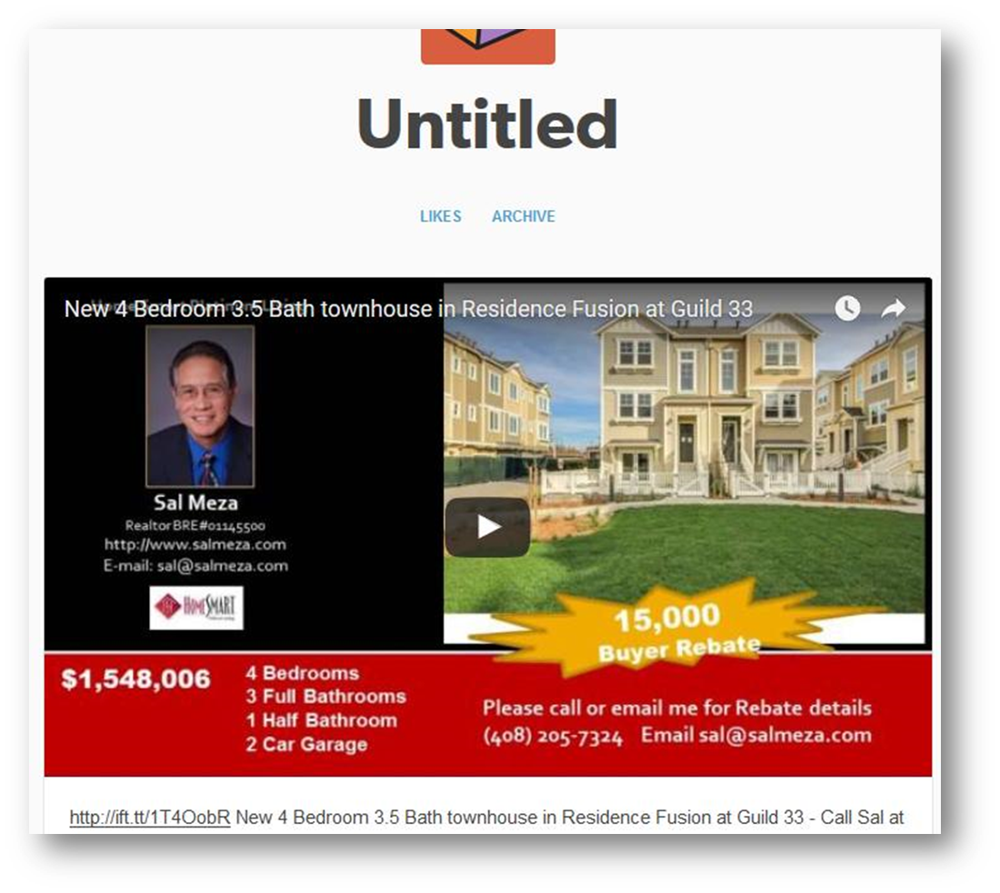 Untitled
LIKES ARCHIVE
New 4 Bedroom 3.5 Bath townhouse in Residence Fusion at Guild 33
Sal Meza
Realtor BRE#01145500
http://www.salmeza.com
E-mail: sal@salmeza.com
HOMESMART
15,000
Buyer Rebate
$1,548,006
4 Bedrooms
3 Full Bathrooms
1 Half Bathroom
2 Car Garage
Please call or email me for Rebate details
(408) 205-7324 Email sal@salmeza.com
http://ift.tt/1T4OobR New 4 Bedroom 3.5 Bath townhouse in Residence Fusion at Guild 33 - Call Sal at